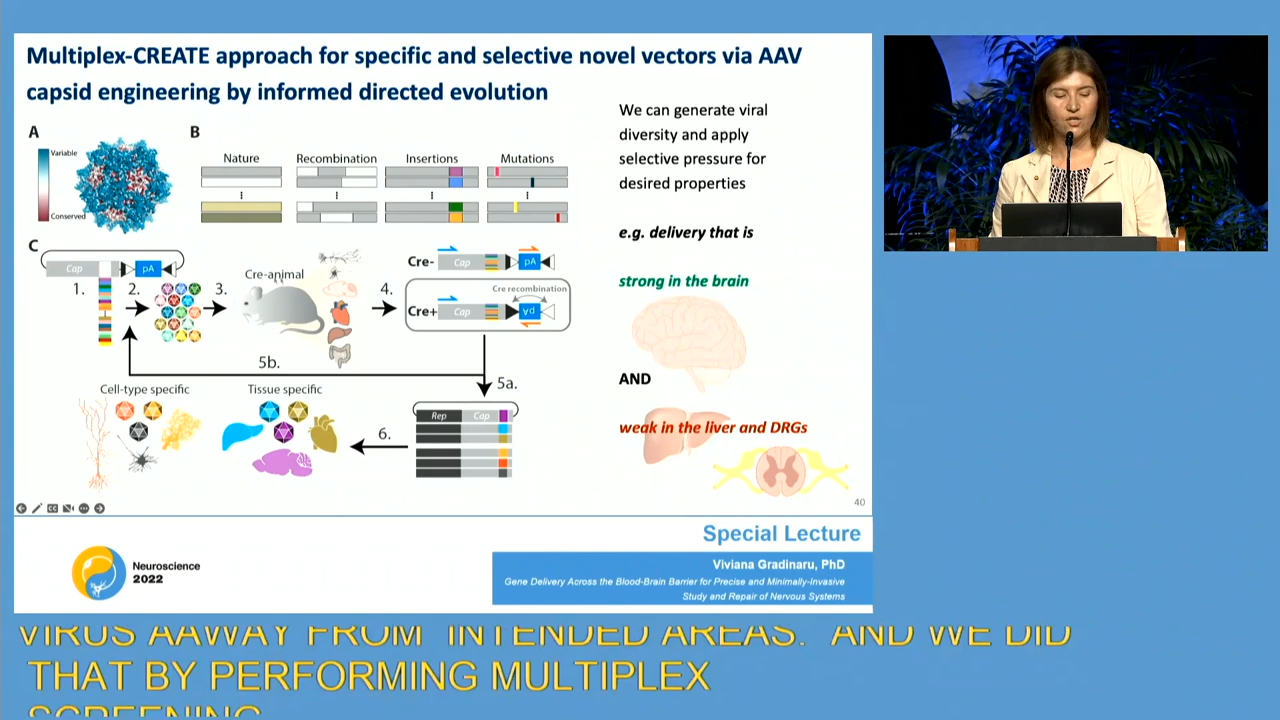 Multiplex-CREATE approach for specific and selective novel vectors via AAV
capsid engineering by informed directed evolution
A
Variable
Conserved
B
Nature
Recombination
Insertions
Mutations
We can generate viral
diversity and apply
selective pressure for
desired properties
e.g. delivery that is
strong in the brain
AND
weak in the liver and DRGs
C
Cap
pA
1.
2.
3.
Cre-animal
4.
Cre-
Cap
pA
Cre recombination
Cre+
Cap
pA
5b.
5a.
Cell-type specific
Tissue specific
Rep
Cap
6.
40
Special Lecture
Neuroscience
2022
Viviana Gradinaru, PhD
Gene Delivery Across the Blood-Brain Barrier for Precise and Minimally-Invasive
Study and Repair of Nervous Systems
VIRUS AAWAY FROM INTENDED AREAS. AND WE DID
THAT BY PERFORMING MULTIPLEX
SCREENING